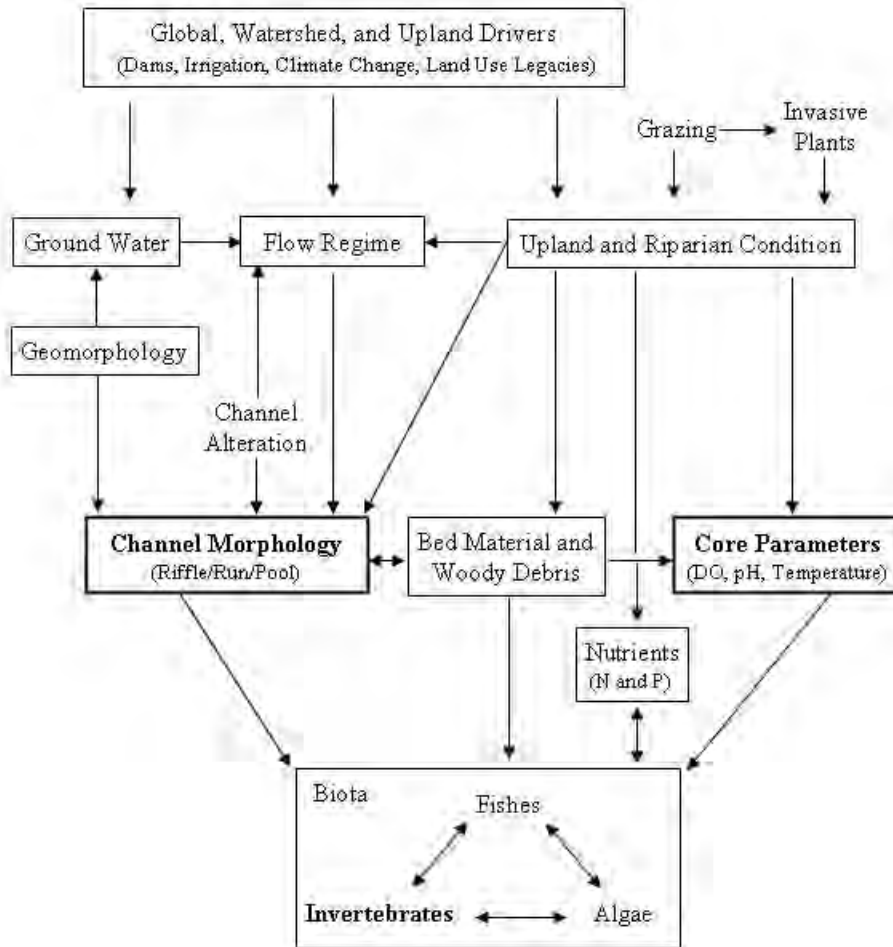 Global, Watershed, and Upland Drivers
(Dams, Irrigation, Climate Change, Land Use Legacies)
Grazing
Invasive
Plants
Ground Water
Flow Regime
Upland and Riparian Condition
Geomorphology
Channel
Alteration
Channel Morphology
(Riffle/Run/Pool)
Bed Material and
Woody Debris
Core Parameters
(DO, pH, Temperature)
Nutrients
(N and P)
Biota
Fishes
Invertebrates
Algae